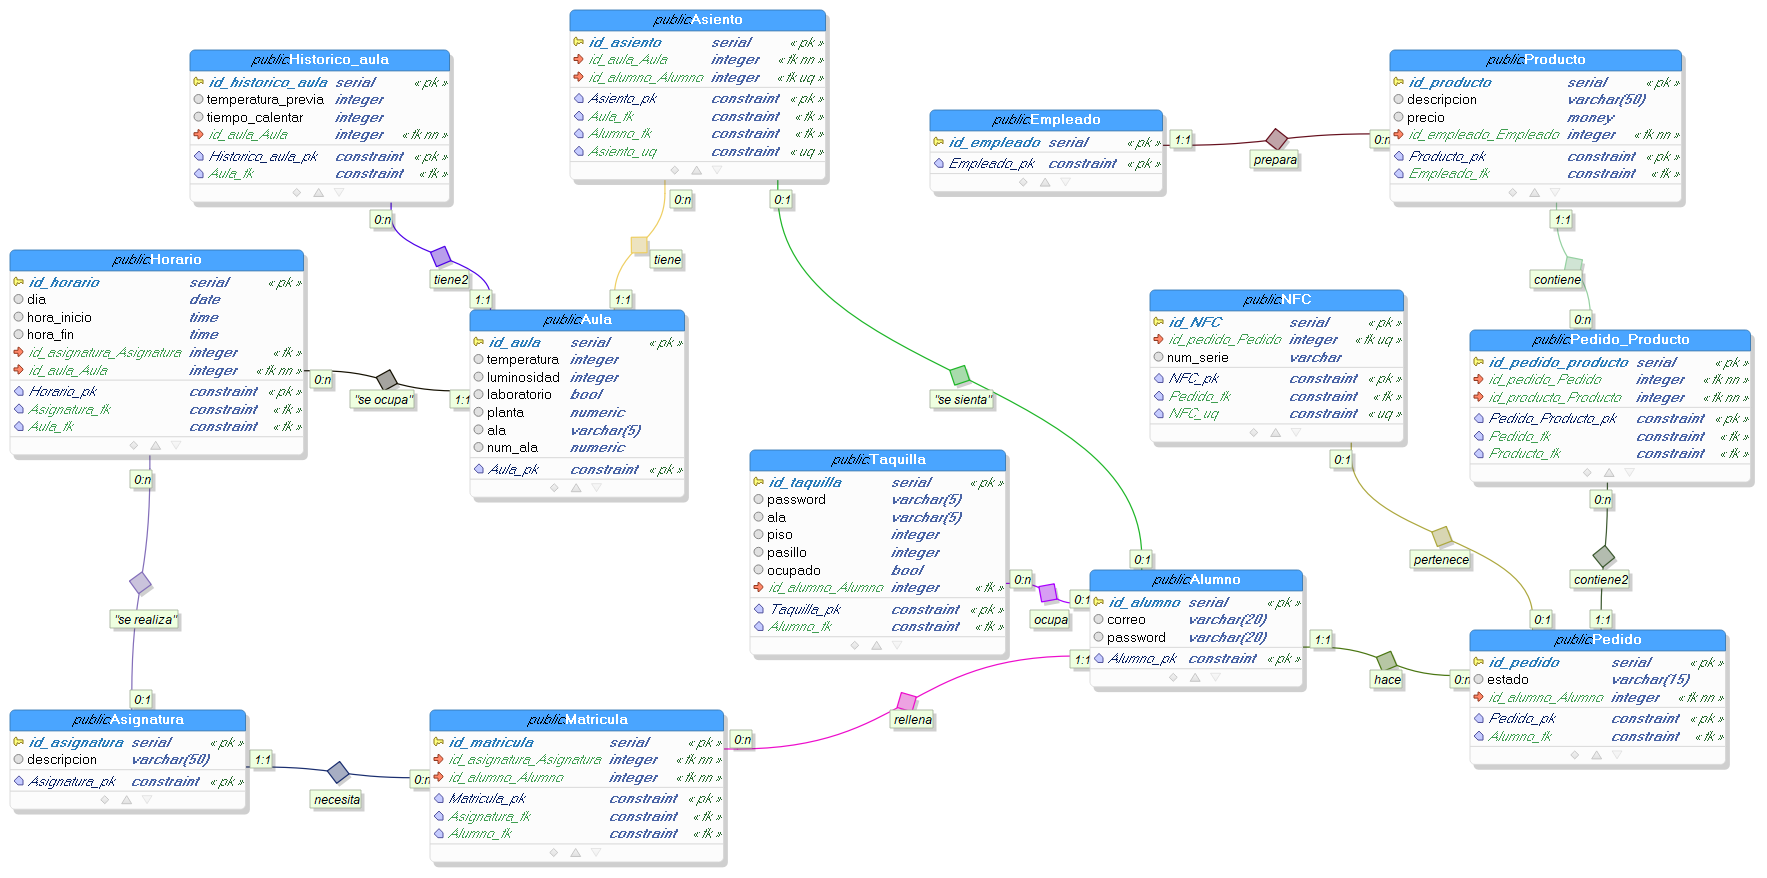 public.Historico_aula
id_historico_aula serial « pk »
temperatura_previa integer
tiempo_calentar integer
id_aula_Aula integer « fk nn »
Historico_aula_pk constraint « pk »
Aula_fk constraint « fk »
public.Asiento
id_asiento serial « pk »
id_aula_Aula integer « fk nn »
id_alumno_Alumno integer « fk uq »
Asiento_pk constraint « pk »
Aula_fk constraint « fk »
Alumno_fk constraint « fk »
Asiento_uq constraint « uq »
public.Empleado
id_empleado serial « pk »
Empleado_pk constraint « pk »
1:1
prepara
0:n
public.Producto
id_producto serial « pk »
descripcion varchar(50)
precio money
id_empleado_Empleado integer « fk nn »
Producto_pk constraint « pk »
Empleado_fk constraint « fk »
0:n
tiene2
1:1
0:n
tiene
1:1
0:1
"se sienta"
0:1
1:1
contiene
0:n
public.Horario
id_horario serial « pk »
dia date
hora_inicio time
hora_fin time
id_asignatura_Asignatura integer « fk »
id_aula_Aula integer « fk nn »
Horario_pk constraint « pk »
Asignatura_fk constraint « fk »
Aula_fk constraint « fk »
0:n
"se ocupa"
1:1
public.Aula
id_aula serial « pk »
temperatura integer
luminosidad integer
laboratorio bool
planta numeric
ala varchar(5)
num_ala numeric
Aula_pk constraint « pk »
public.NFC
id_NFC serial « pk »
id_pedido_Pedido integer « fk uq »
num_serie varchar
NFC_pk constraint « pk »
Pedido_fk constraint « fk »
NFC_uq constraint « uq »
public.Pedido_Producto
id_pedido_producto serial « pk »
id_pedido_Pedido integer « fk nn »
id_producto_Producto integer « fk nn »
Pedido_Producto_pk constraint « pk »
Pedido_fk constraint « fk »
Producto_fk constraint « fk »
0:n
"se realiza"
0:1
public.Taquilla
id_taquilla serial « pk »
password varchar(5)
ala varchar(5)
piso integer
pasillo integer
ocupado bool
id_alumno_Alumno integer « fk »
Taquilla_pk constraint « pk »
Alumno_fk constraint « fk »
0:n
ocupa
0:1
0:1
pertenece
0:1
0:n
contiene2
1:1
public.Alumno
id_alumno serial « pk »
correo varchar(20)
password varchar(20)
Alumno_pk constraint « pk »
1:1
hace
0:n
public.Pedido
id_pedido serial « pk »
estado varchar(15)
id_alumno_Alumno integer « fk nn »
Pedido_pk constraint « pk »
Alumno_fk constraint « fk »
1:1
rellena
0:n
public.Asignatura
id_asignatura serial « pk »
descripcion varchar(50)
Asignatura_pk constraint « pk »
1:1
necesita
0:n
public.Matricula
id_matricula serial « pk »
id_asignatura_Asignatura integer « fk nn »
id_alumno_Alumno integer « fk nn »
Matricula_pk constraint « pk »
Asignatura_fk constraint « fk »
Alumno_fk constraint « fk »